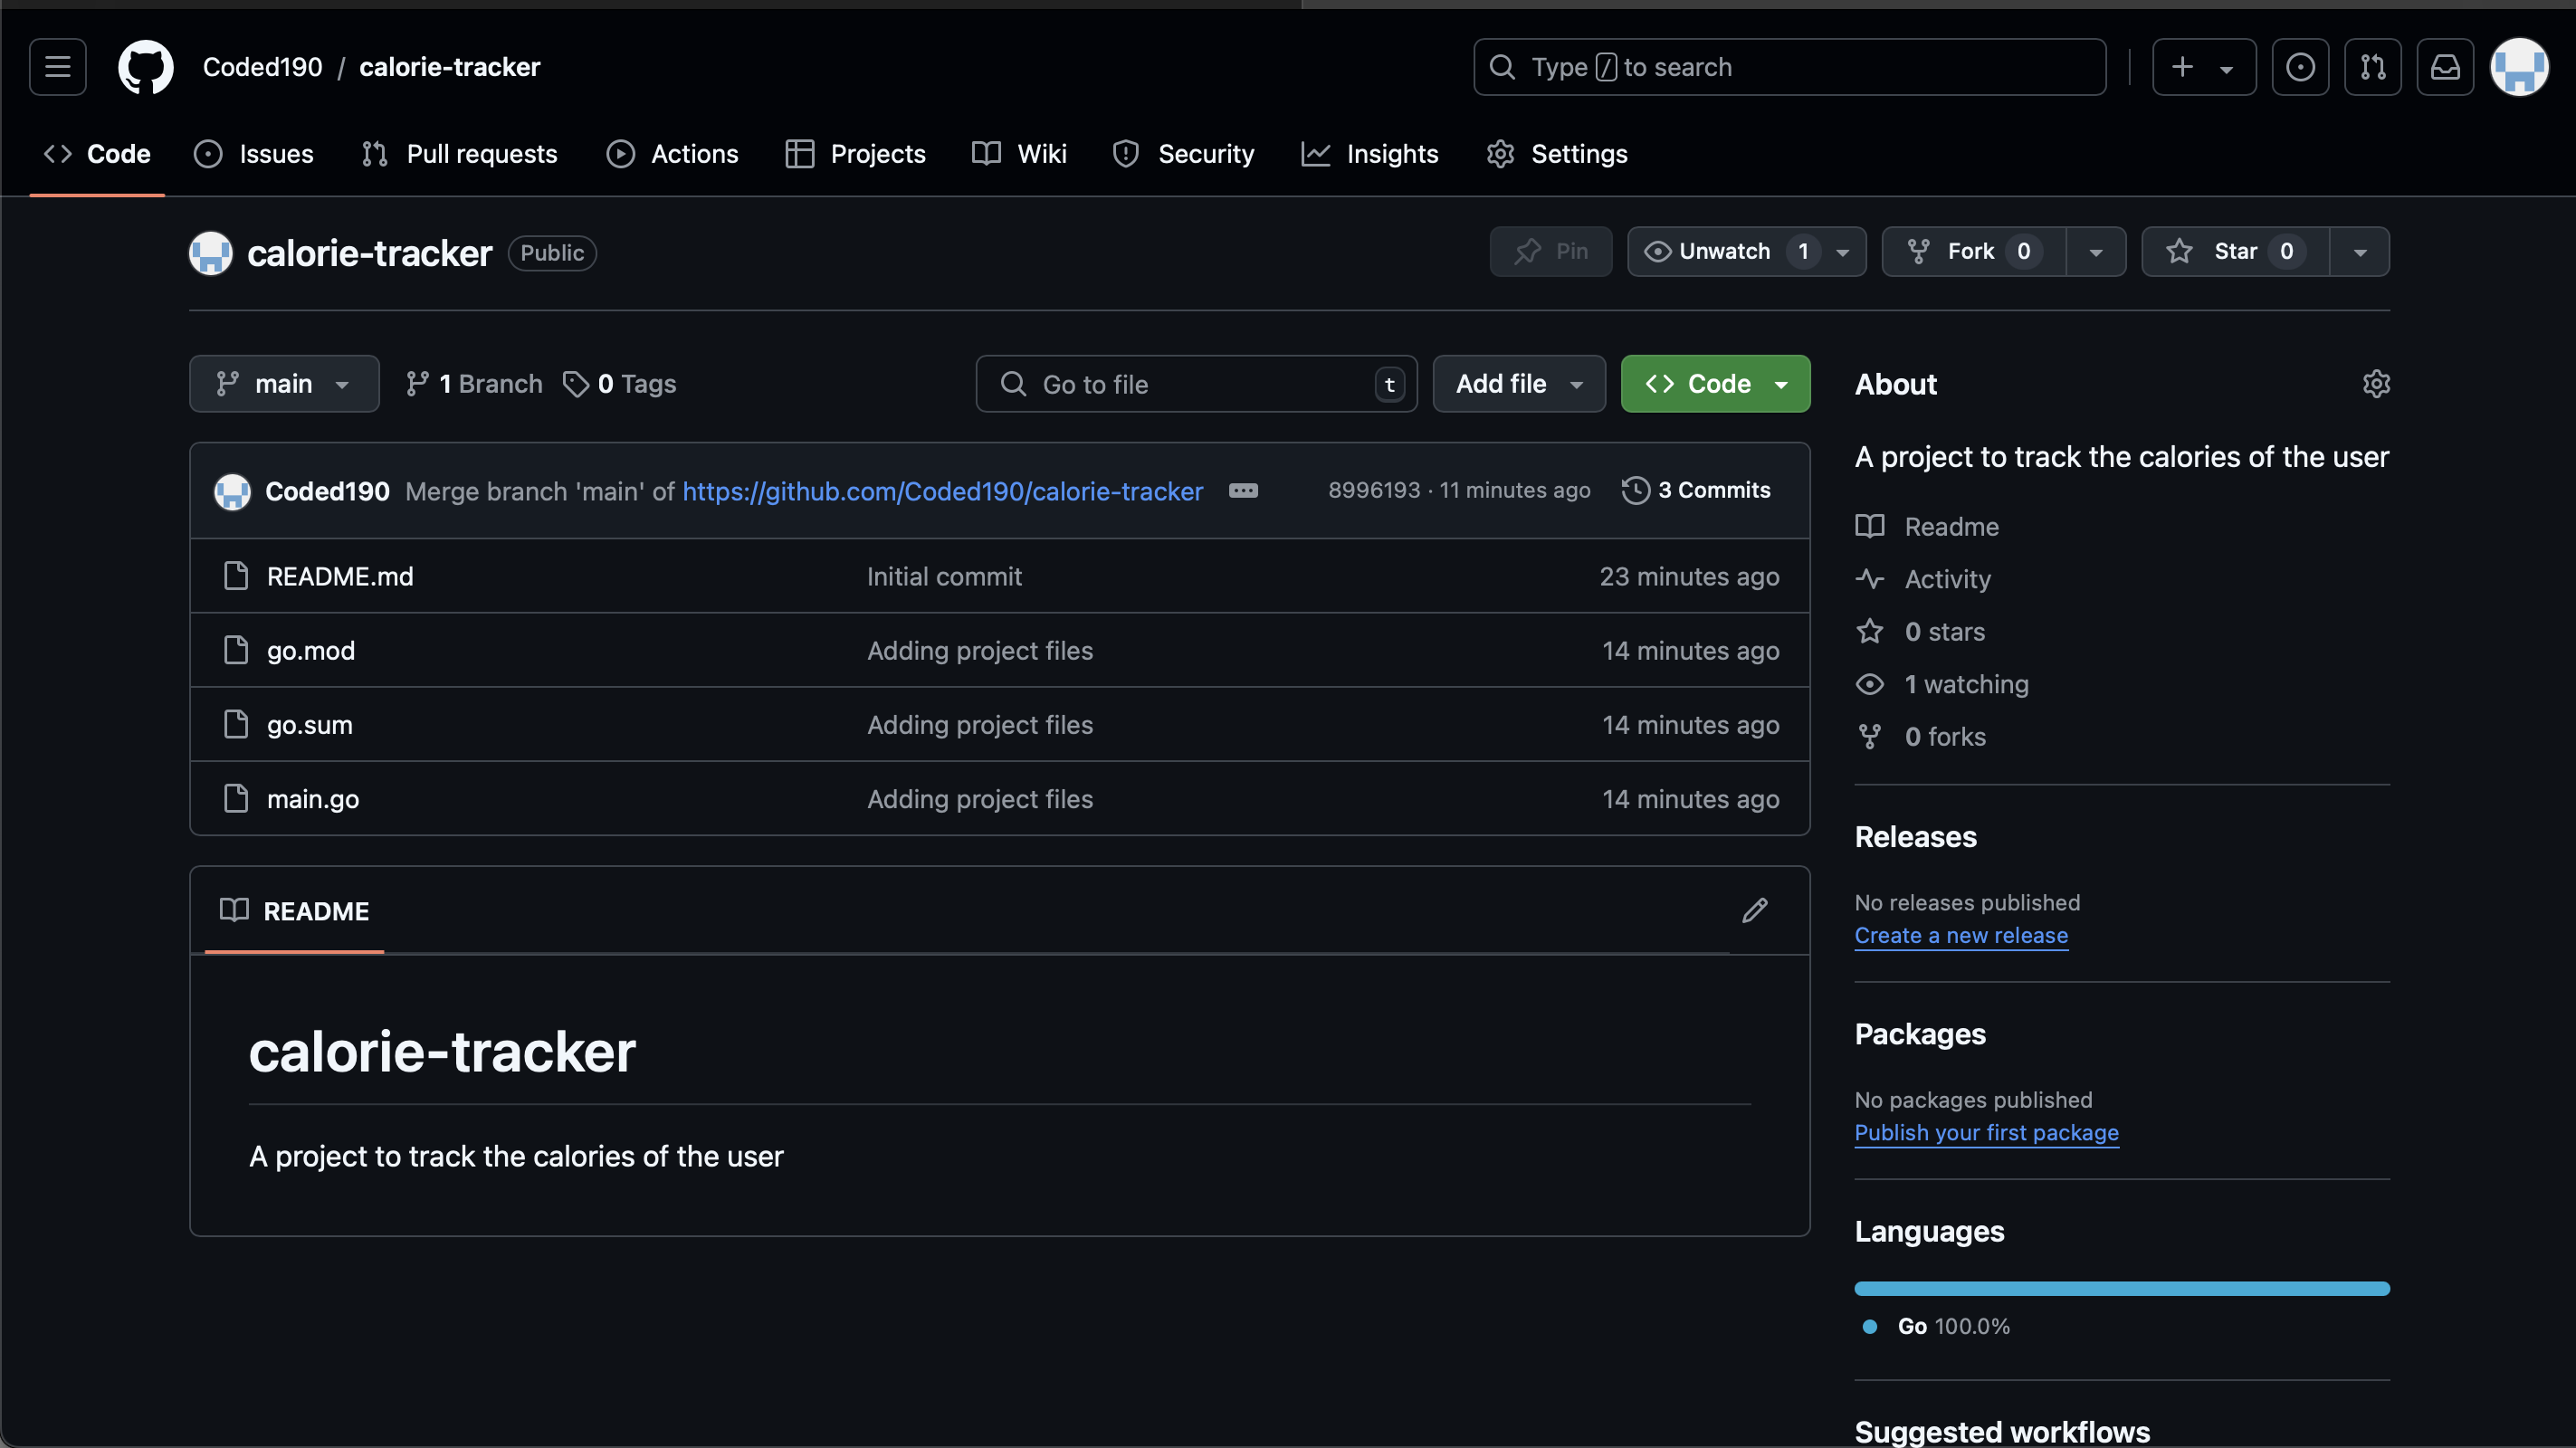 Coded190 / calorie-tracker
Type / to search
Code Issues Pull requests Actions Projects Wiki Security Insights Settings
calorie-tracker Public
Pin Unwatch 1 Fork 0 Star 0
main 1 Branch 0 Tags
Go to file t Add file Code
Coded190 Merge branch 'main' of https://github.com/Coded190/calorie-tracker 8996193 · 11 minutes ago 3 Commits
README.md Initial commit 23 minutes ago
go.mod Adding project files 14 minutes ago
go.sum Adding project files 14 minutes ago
main.go Adding project files 14 minutes ago
README
calorie-tracker
A project to track the calories of the user
About
A project to track the calories of the user
Readme
Activity
0 stars
1 watching
0 forks
Releases
No releases published
Create a new release
Packages
No packages published
Publish your first package
Languages
Go 100.0%
Suggested workflows